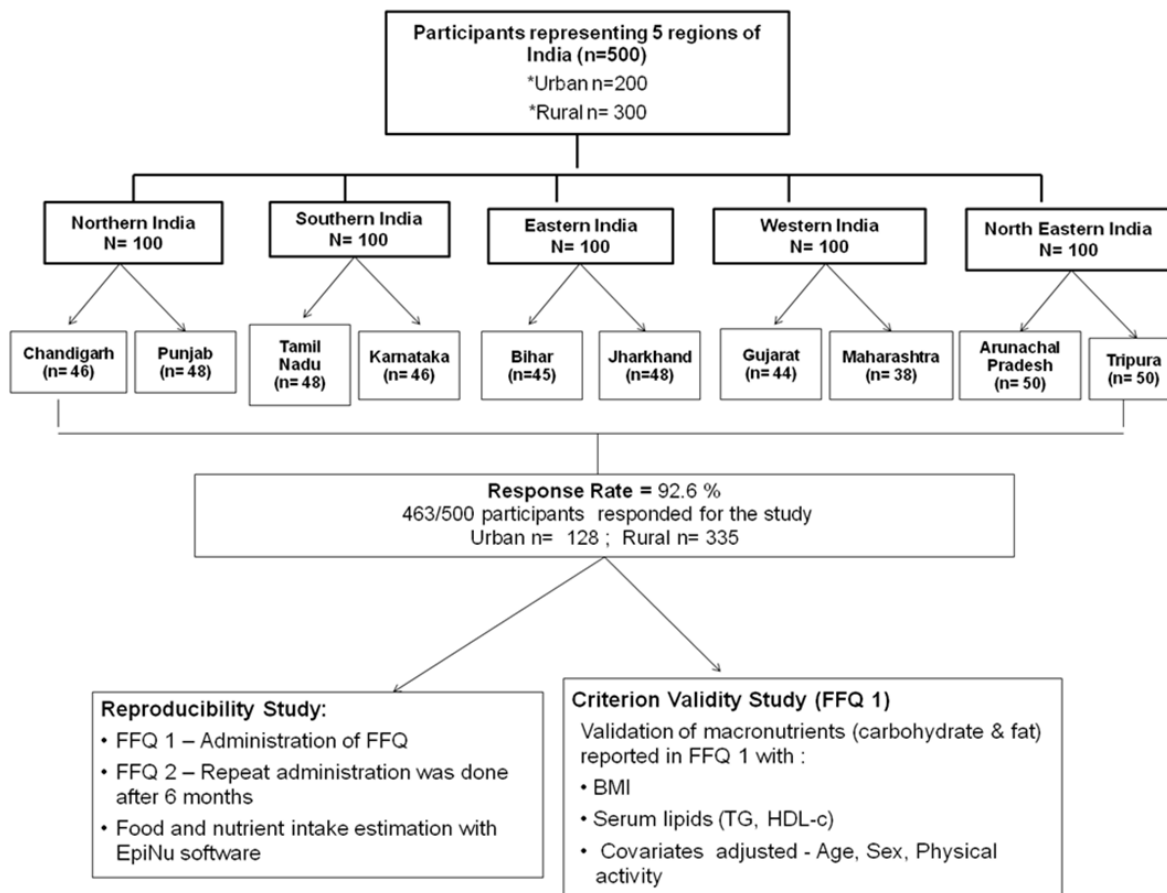 Participants representing 5 regions of
India (n=500)
*Urban n=200
*Rural n= 300
Northern India
N= 100
Southern India
N= 100
Eastern India
N= 100
Western India
N= 100
North Eastern India
N= 100
Chandigarh
(n= 46)
Punjab
(n= 48)
Tamil
Nadu
(n= 48)
Karnataka
(n= 46)
Bihar
(n=45)
Jharkhand
(n=48)
Gujarat
(n= 44)
Maharashtra
(n= 38)
Arunachal
Pradesh
(n= 50)
Tripura
(n= 50)
Response Rate = 92.6 %
463/500 participants responded for the study
Urban n= 128 ; Rural n= 335
Reproducibility Study:
• FFQ 1 – Administration of FFQ
• FFQ 2 – Repeat administration was done
after 6 months
• Food and nutrient intake estimation with
EpiNu software
Criterion Validity Study (FFQ 1)
Validation of macronutrients (carbohydrate & fat)
reported in FFQ 1 with :
• BMI
• Serum lipids (TG, HDL-c)
• Covariates adjusted - Age, Sex, Physical
activity